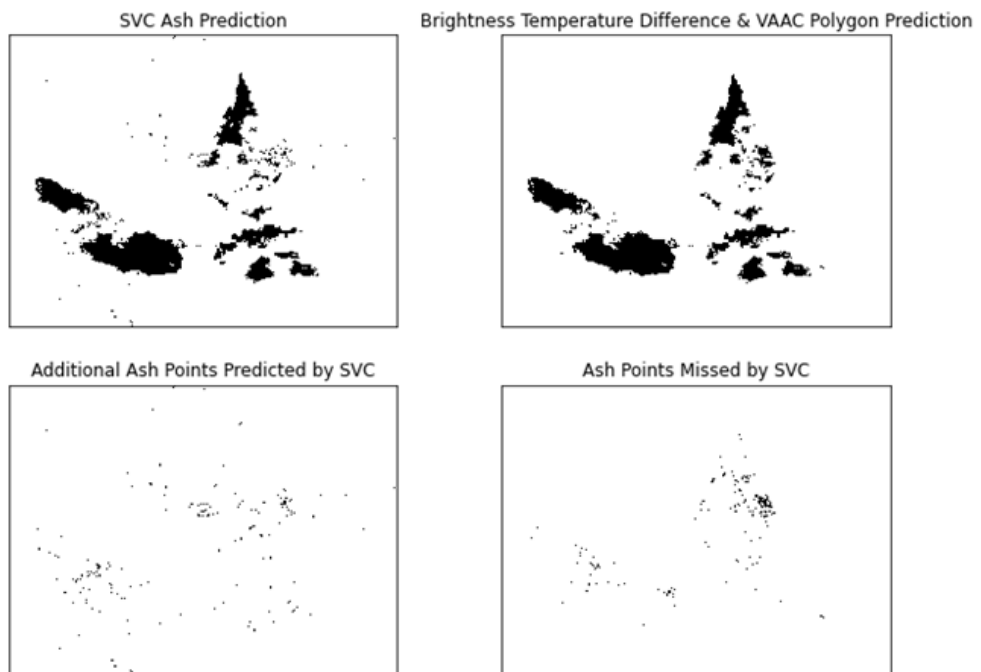 SVC Ash Prediction
Brightness Temperature Difference & VAAC Polygon Prediction
Additional Ash Points Predicted by SVC
Ash Points Missed by SVC